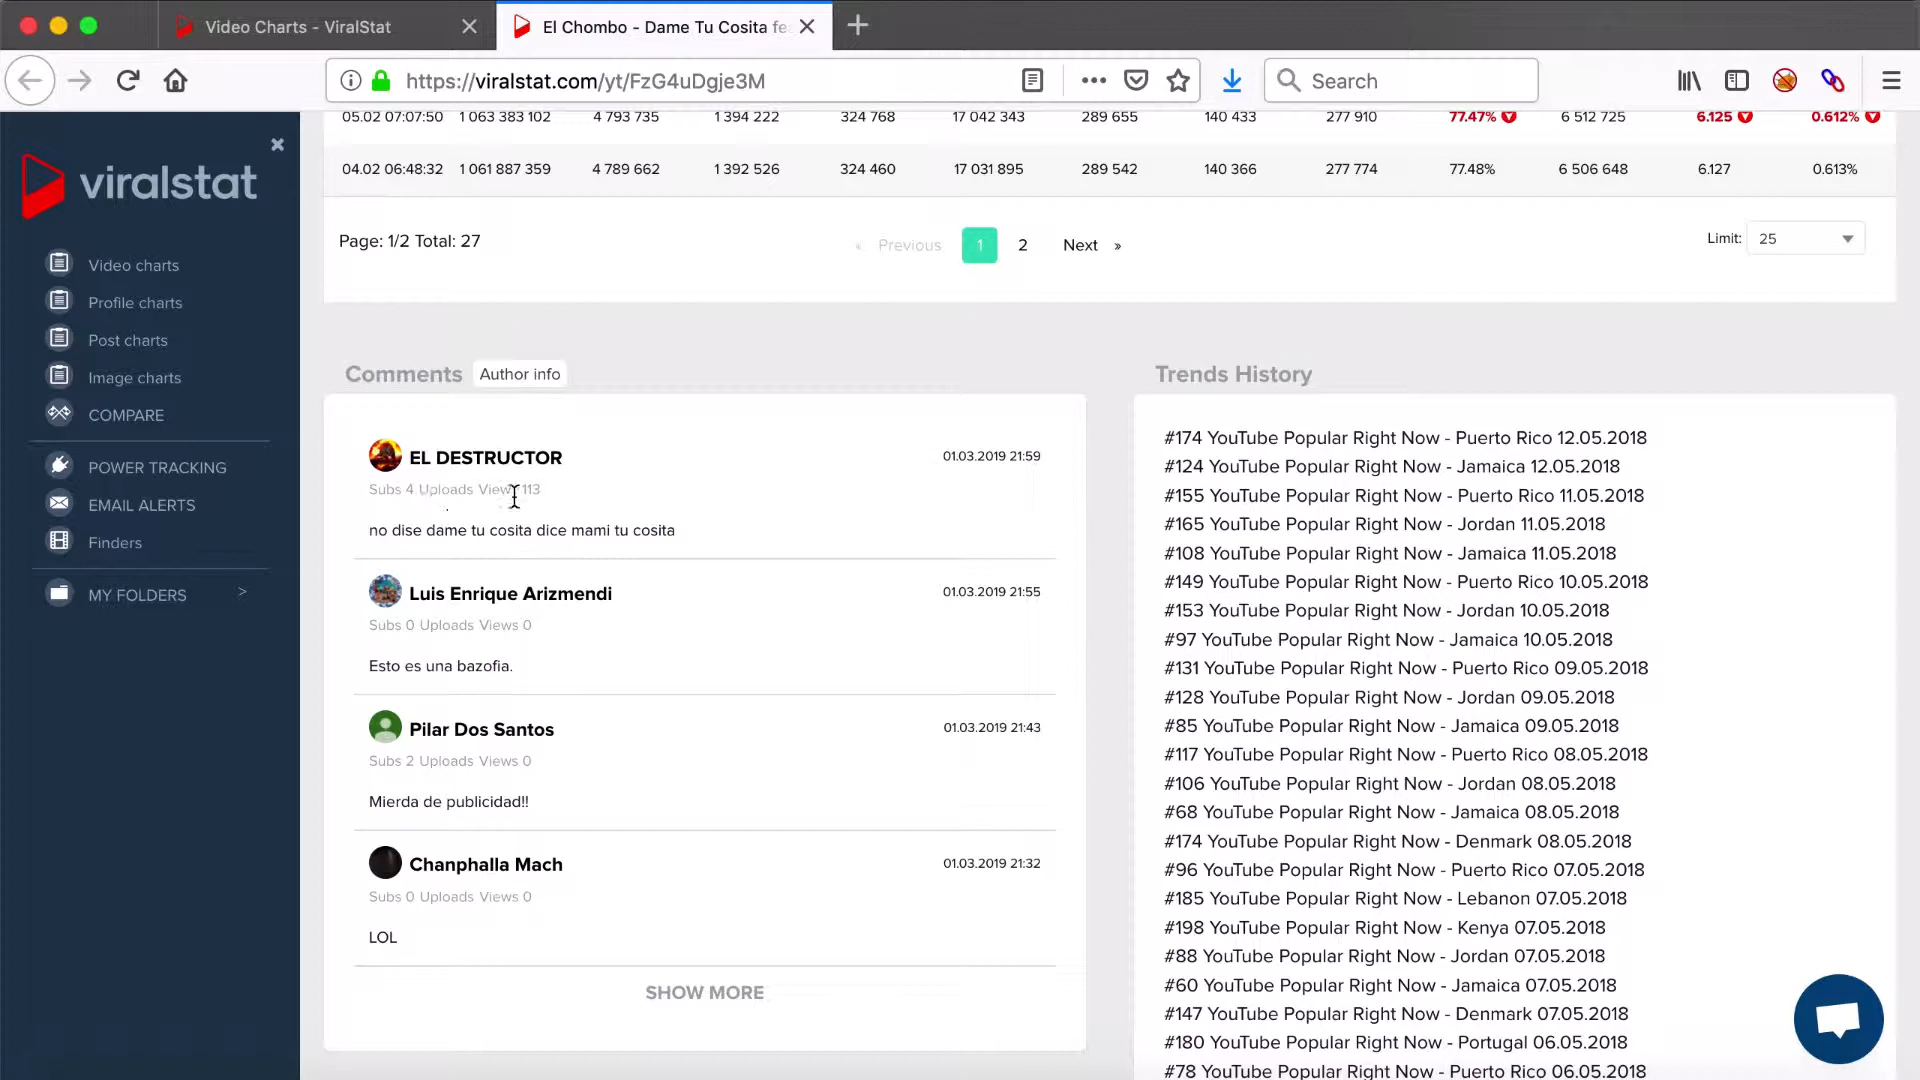 Video Charts - ViralStat
El Chombo - Dame Tu Cosita fe
https://viralstat.com/yt/FzG4uDgje3M
Search
viralstat
Video charts
Profile charts
Post charts
Image charts
COMPARE
POWER TRACKING
EMAIL ALERTS
Finders
MY FOLDERS >
05.02 07:07:50 1 063 383 102 4 793 735 1 394 222 324 768 17 042 343 289 655 140 433 277 910 77.47% 6 512 725 6.125 0.612%
04.02 06:48:32 1 061 887 359 4 789 662 1 392 526 324 460 17 031 895 289 542 140 366 277 774 77.48% 6 506 648 6.127 0.613%
Page: 1/2 Total: 27
« Previous 1 2 Next »
Limit: 25
Comments Author info
EL DESTRUCTOR 01.03.2019 21:59
Subs 4 Uploads Views 113
no dise dame tu cosita dice mami tu cosita
Luis Enrique Arizmendi 01.03.2019 21:55
Subs 0 Uploads Views 0
Esto es una bazofia.
Pilar Dos Santos 01.03.2019 21:43
Subs 2 Uploads Views 0
Mierda de publicidad!!
Chanphalla Mach 01.03.2019 21:32
Subs 0 Uploads Views 0
LOL
SHOW MORE
Trends History
#174 YouTube Popular Right Now - Puerto Rico 12.05.2018
#124 YouTube Popular Right Now - Jamaica 12.05.2018
#155 YouTube Popular Right Now - Puerto Rico 11.05.2018
#165 YouTube Popular Right Now - Jordan 11.05.2018
#108 YouTube Popular Right Now - Jamaica 11.05.2018
#149 YouTube Popular Right Now - Puerto Rico 10.05.2018
#153 YouTube Popular Right Now - Jordan 10.05.2018
#97 YouTube Popular Right Now - Jamaica 10.05.2018
#131 YouTube Popular Right Now - Puerto Rico 09.05.2018
#128 YouTube Popular Right Now - Jordan 09.05.2018
#85 YouTube Popular Right Now - Jamaica 09.05.2018
#117 YouTube Popular Right Now - Puerto Rico 08.05.2018
#106 YouTube Popular Right Now - Jordan 08.05.2018
#68 YouTube Popular Right Now - Jamaica 08.05.2018
#174 YouTube Popular Right Now - Denmark 08.05.2018
#96 YouTube Popular Right Now - Puerto Rico 07.05.2018
#185 YouTube Popular Right Now - Lebanon 07.05.2018
#198 YouTube Popular Right Now - Kenya 07.05.2018
#88 YouTube Popular Right Now - Jordan 07.05.2018
#60 YouTube Popular Right Now - Jamaica 07.05.2018
#147 YouTube Popular Right Now - Denmark 07.05.2018
#180 YouTube Popular Right Now - Portugal 06.05.2018
#78 YouTube Popular Right Now - Puerto Rico 06.05.2018